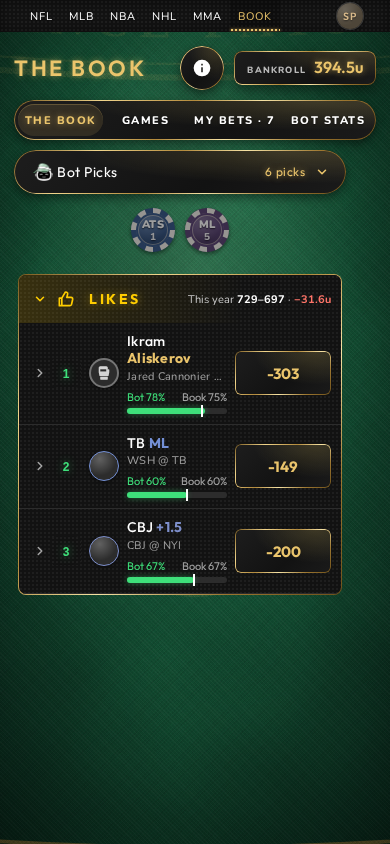 NFL MLB NBA NHL MMA BOOK SP
THE BOOK
BANKROLL 394.5u
THE BOOK GAMES MY BETS · 7 BOT STATS
Bot Picks 6 picks
ATS 1
ML 5
LIKES This year 729–697 · −31.6u
Ikram
Aliskerov
Jared Cannonier ...
1 -303
Bot 78% Book 75%
TB ML
WSH @ TB
2 -149
Bot 60% Book 60%
CBJ +1.5
CBJ @ NYI
3 -200
Bot 67% Book 67%